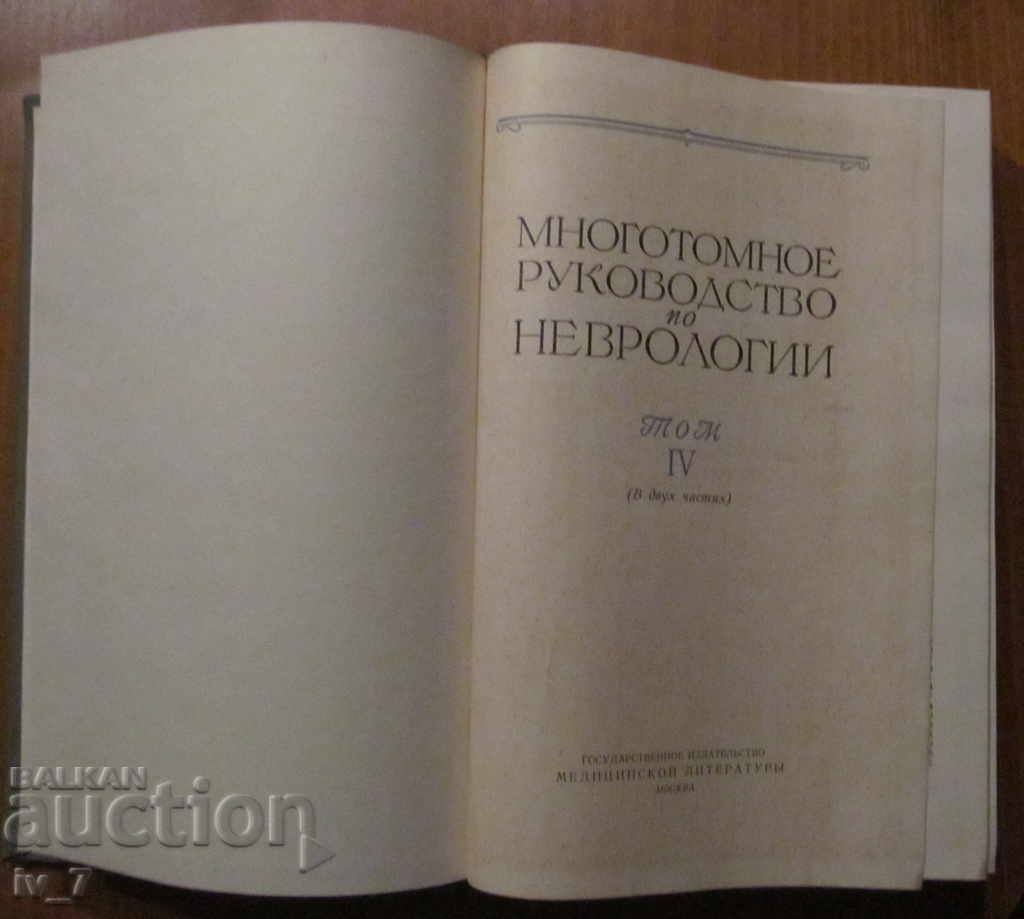 МНОГОТОМНОЕ
РУКОВОДСТВО
по
НЕВРОЛОГИИ
ТОМ
IV
(В двух частях)
ГОСУДАРСТВЕННОЕ ИЗДАТЕЛЬСТВО
МЕДИЦИНСКОЙ ЛИТЕРАТУРЫ
МОСКВА
BALKAN
auction
iv_7